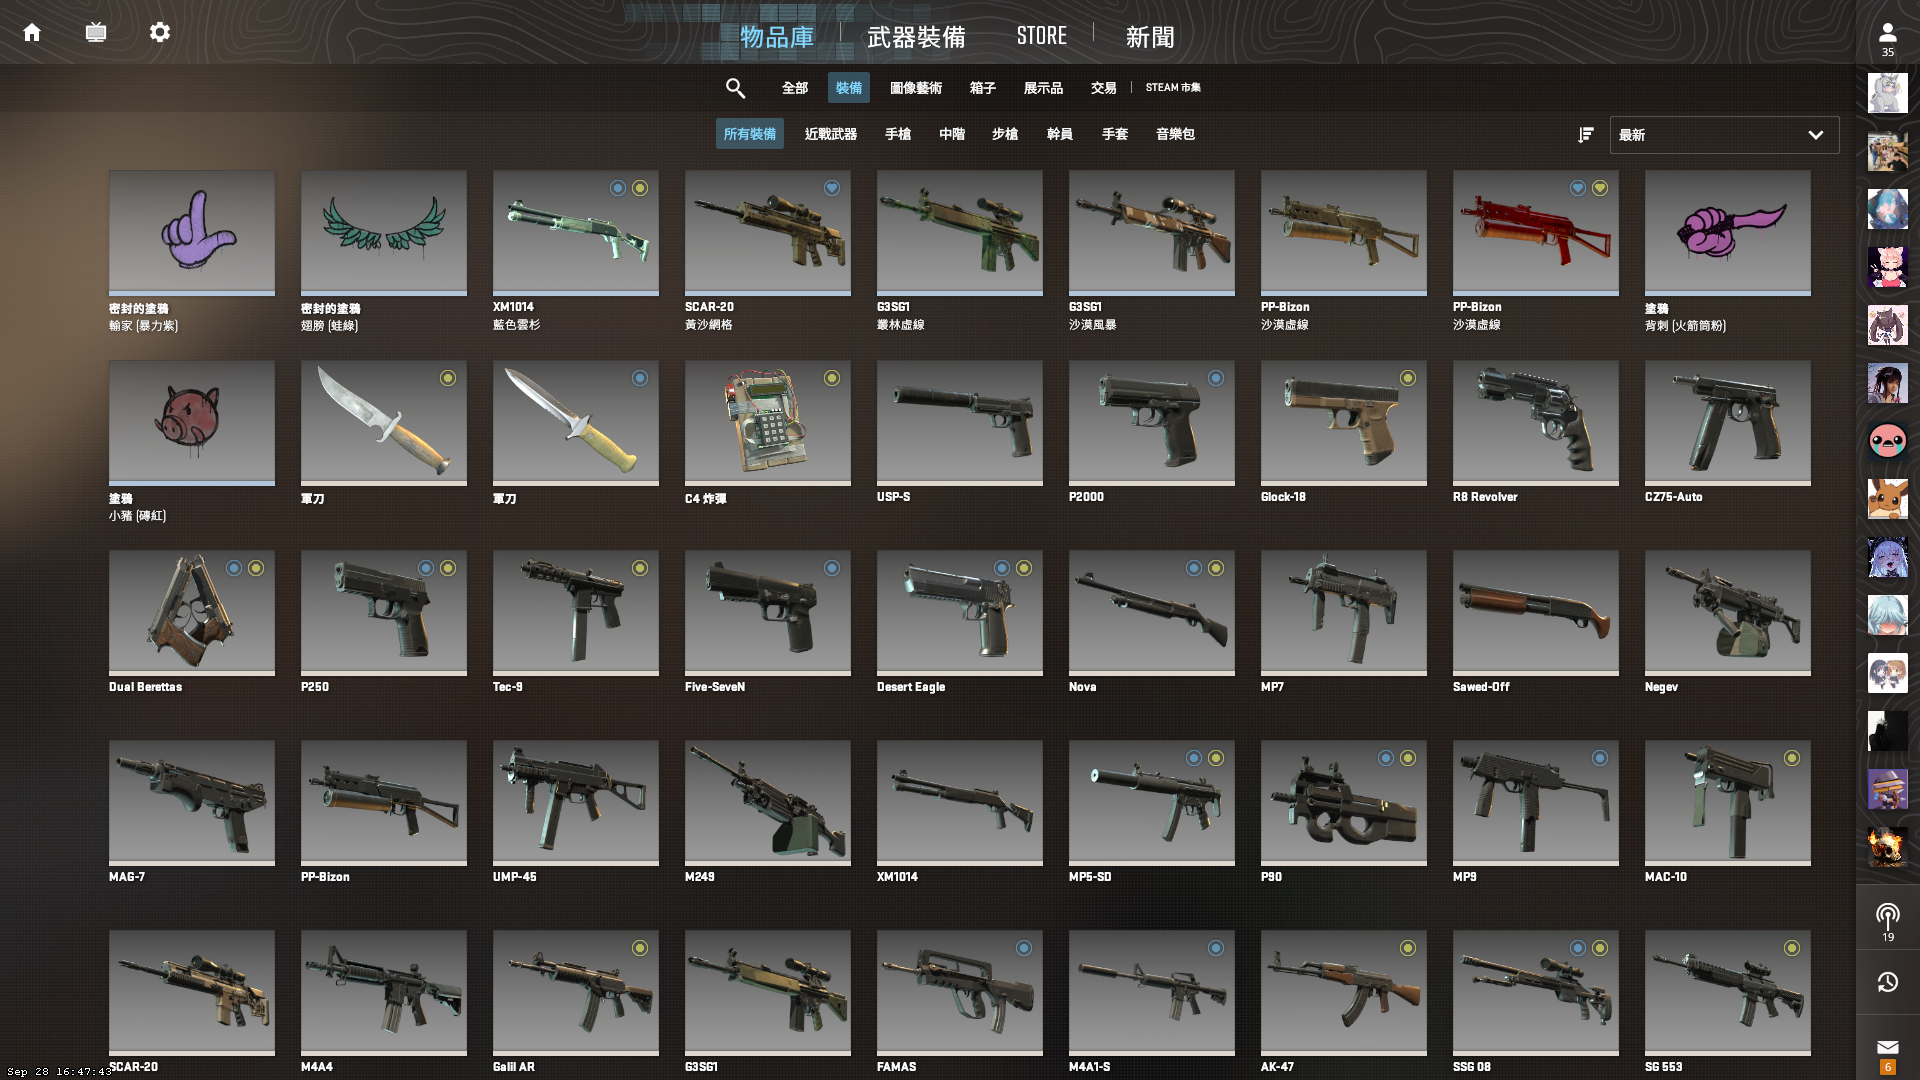 物品庫
武器裝備
STORE
新聞
35
全部
裝備
圖像藝術
箱子
展示品
交易
STEAM 市集
所有裝備
近戰武器
手槍
中階
步槍
幹員
手套
音樂包
最新
密封的塗鴉
輸家 (暴力紫)
密封的塗鴉
翅膀 (蛙綠)
XM1014
藍色雲杉
SCAR-20
黃沙網格
G3SG1
叢林虛線
G3SG1
沙漠風暴
PP-Bizon
沙漠虛線
PP-Bizon
沙漠虛線
塗鴉
背刺 (火箭筒粉)
塗鴉
小豬 (磚紅)
軍刀
軍刀
C4 炸彈
USP-S
P2000
Glock-18
R8 Revolver
CZ75-Auto
Dual Berettas
P250
Tec-9
Five-SeveN
Desert Eagle
Nova
MP7
Sawed-Off
Negev
MAG-7
PP-Bizon
UMP-45
M249
XM1014
MP5-SD
P90
MP9
MAC-10
19
SCAR-20
M4A4
Galil AR
G3SG1
FAMAS
M4A1-S
AK-47
SSG 08
SG 553
6
Sep 28 16:47:43